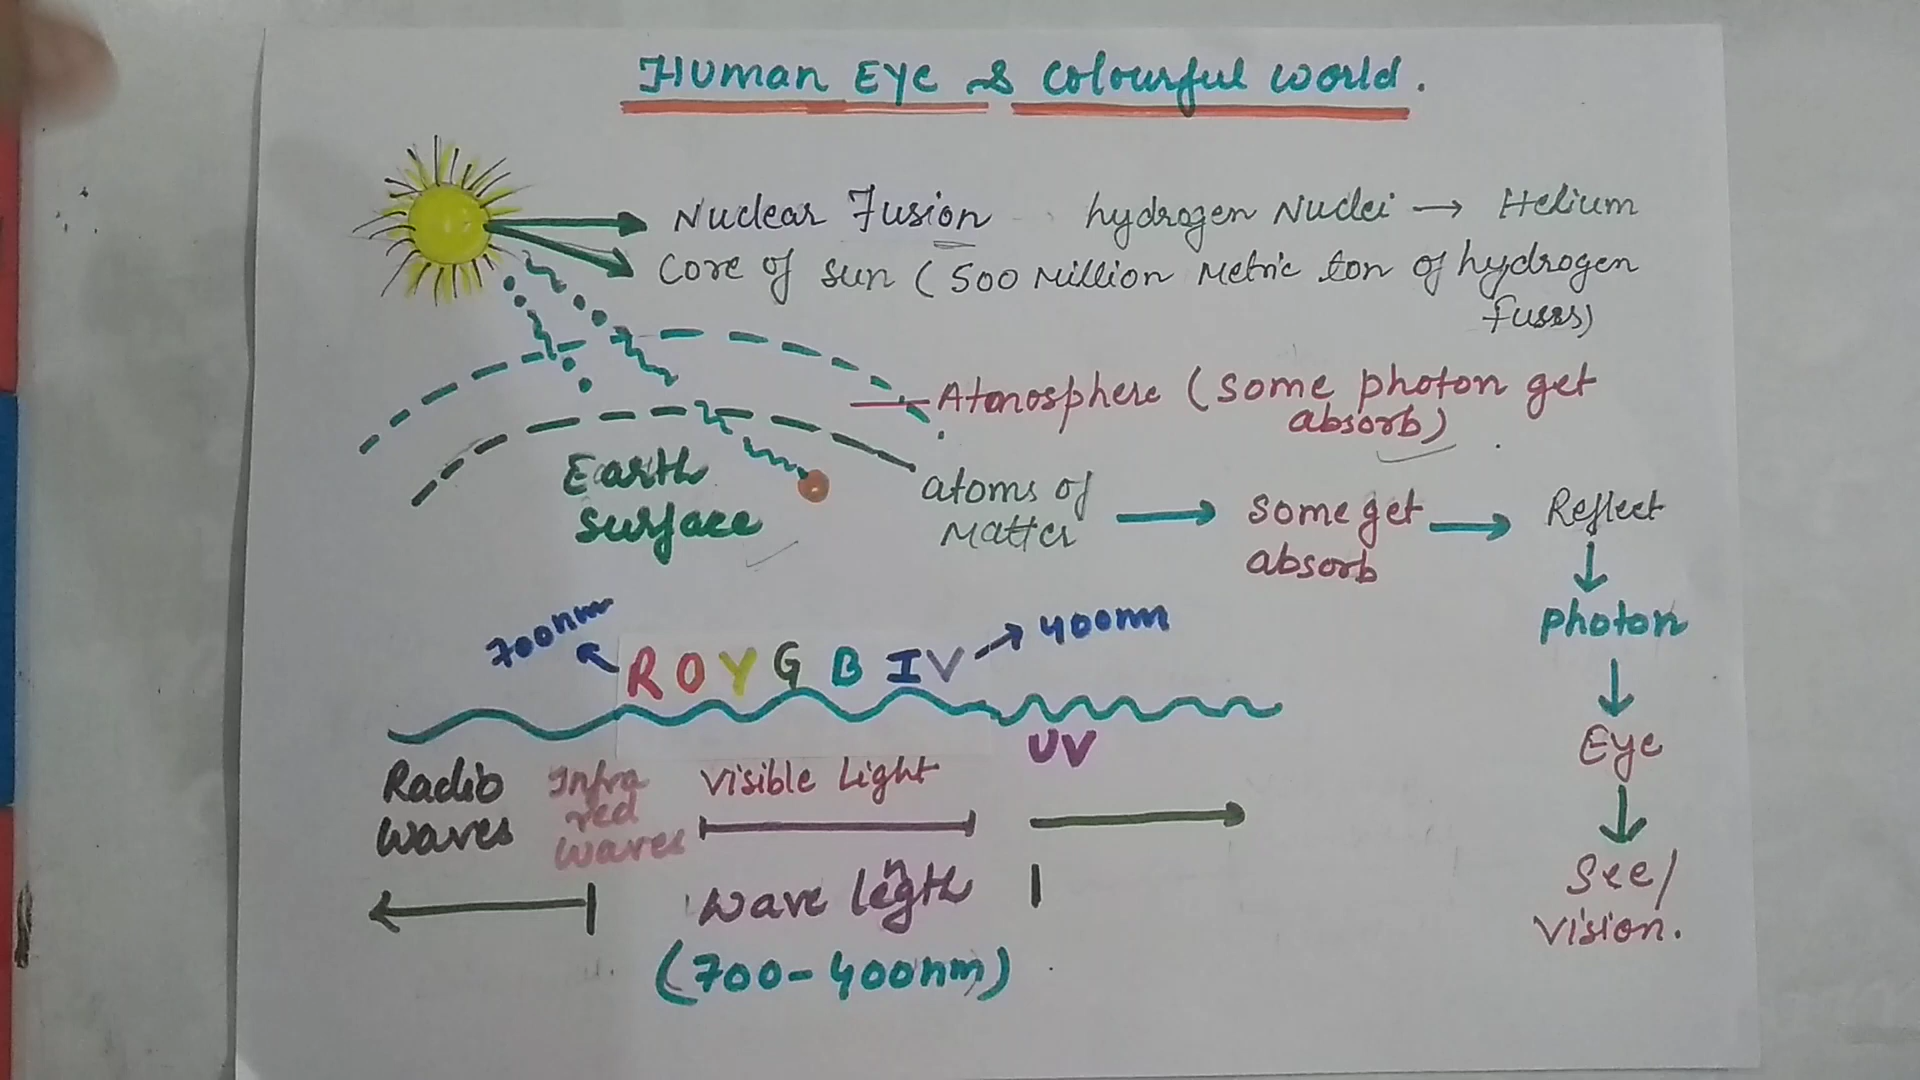 Human Eye & Colourful world.
Nuclear Fusion hydrogen Nuclei → Helium
Core of sun (500 Million Metric ton of hydrogen
fuses)
Atmosphere (some photon get
absorb)
Earth
surface
atoms of
Matter
→ some get
absorb
→ Reflect
↓
photon
↓
Eye
↓
See/
Vision.
700nm
R O Y G B I V
400nm
UV
Radio
waves
Infra
red
waves
Visible Light
Wave length
(700-400nm)